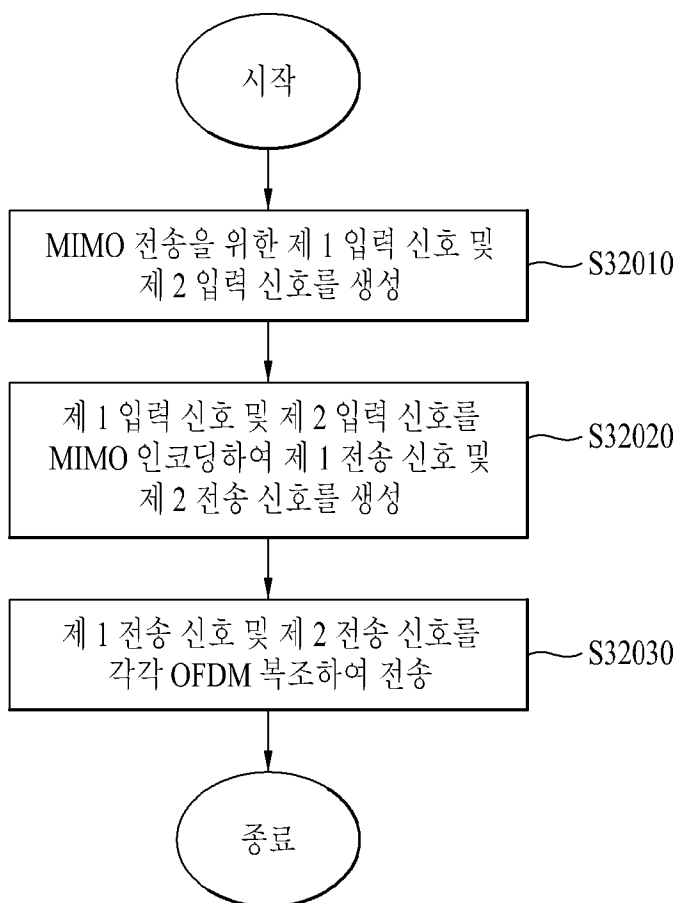 시작
MIMO 전송을 위한 제 1 입력 신호 및
제 2 입력 신호를 생성
S32010
제 1 입력 신호 및 제 2 입력 신호를
MIMO 인코딩하여 제 1 전송 신호 및
제 2 전송 신호를 생성
S32020
제 1 전송 신호 및 제 2 전송 신호를
각각 OFDM 복조하여 전송
S32030
종료